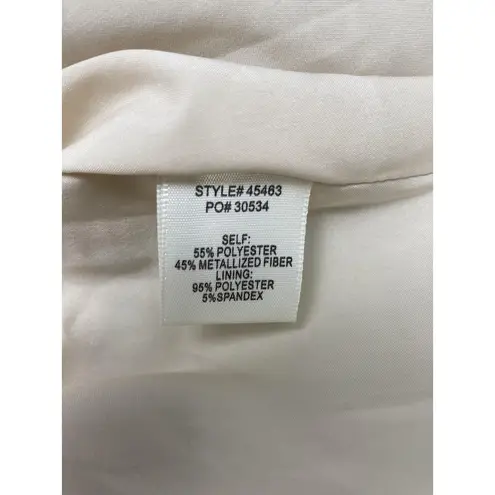 STYLE# 45463
PO# 30534
SELF:
55% POLYESTER
45% METALLIZED FIBER
LINING:
95% POLYESTER
5%SPANDEX